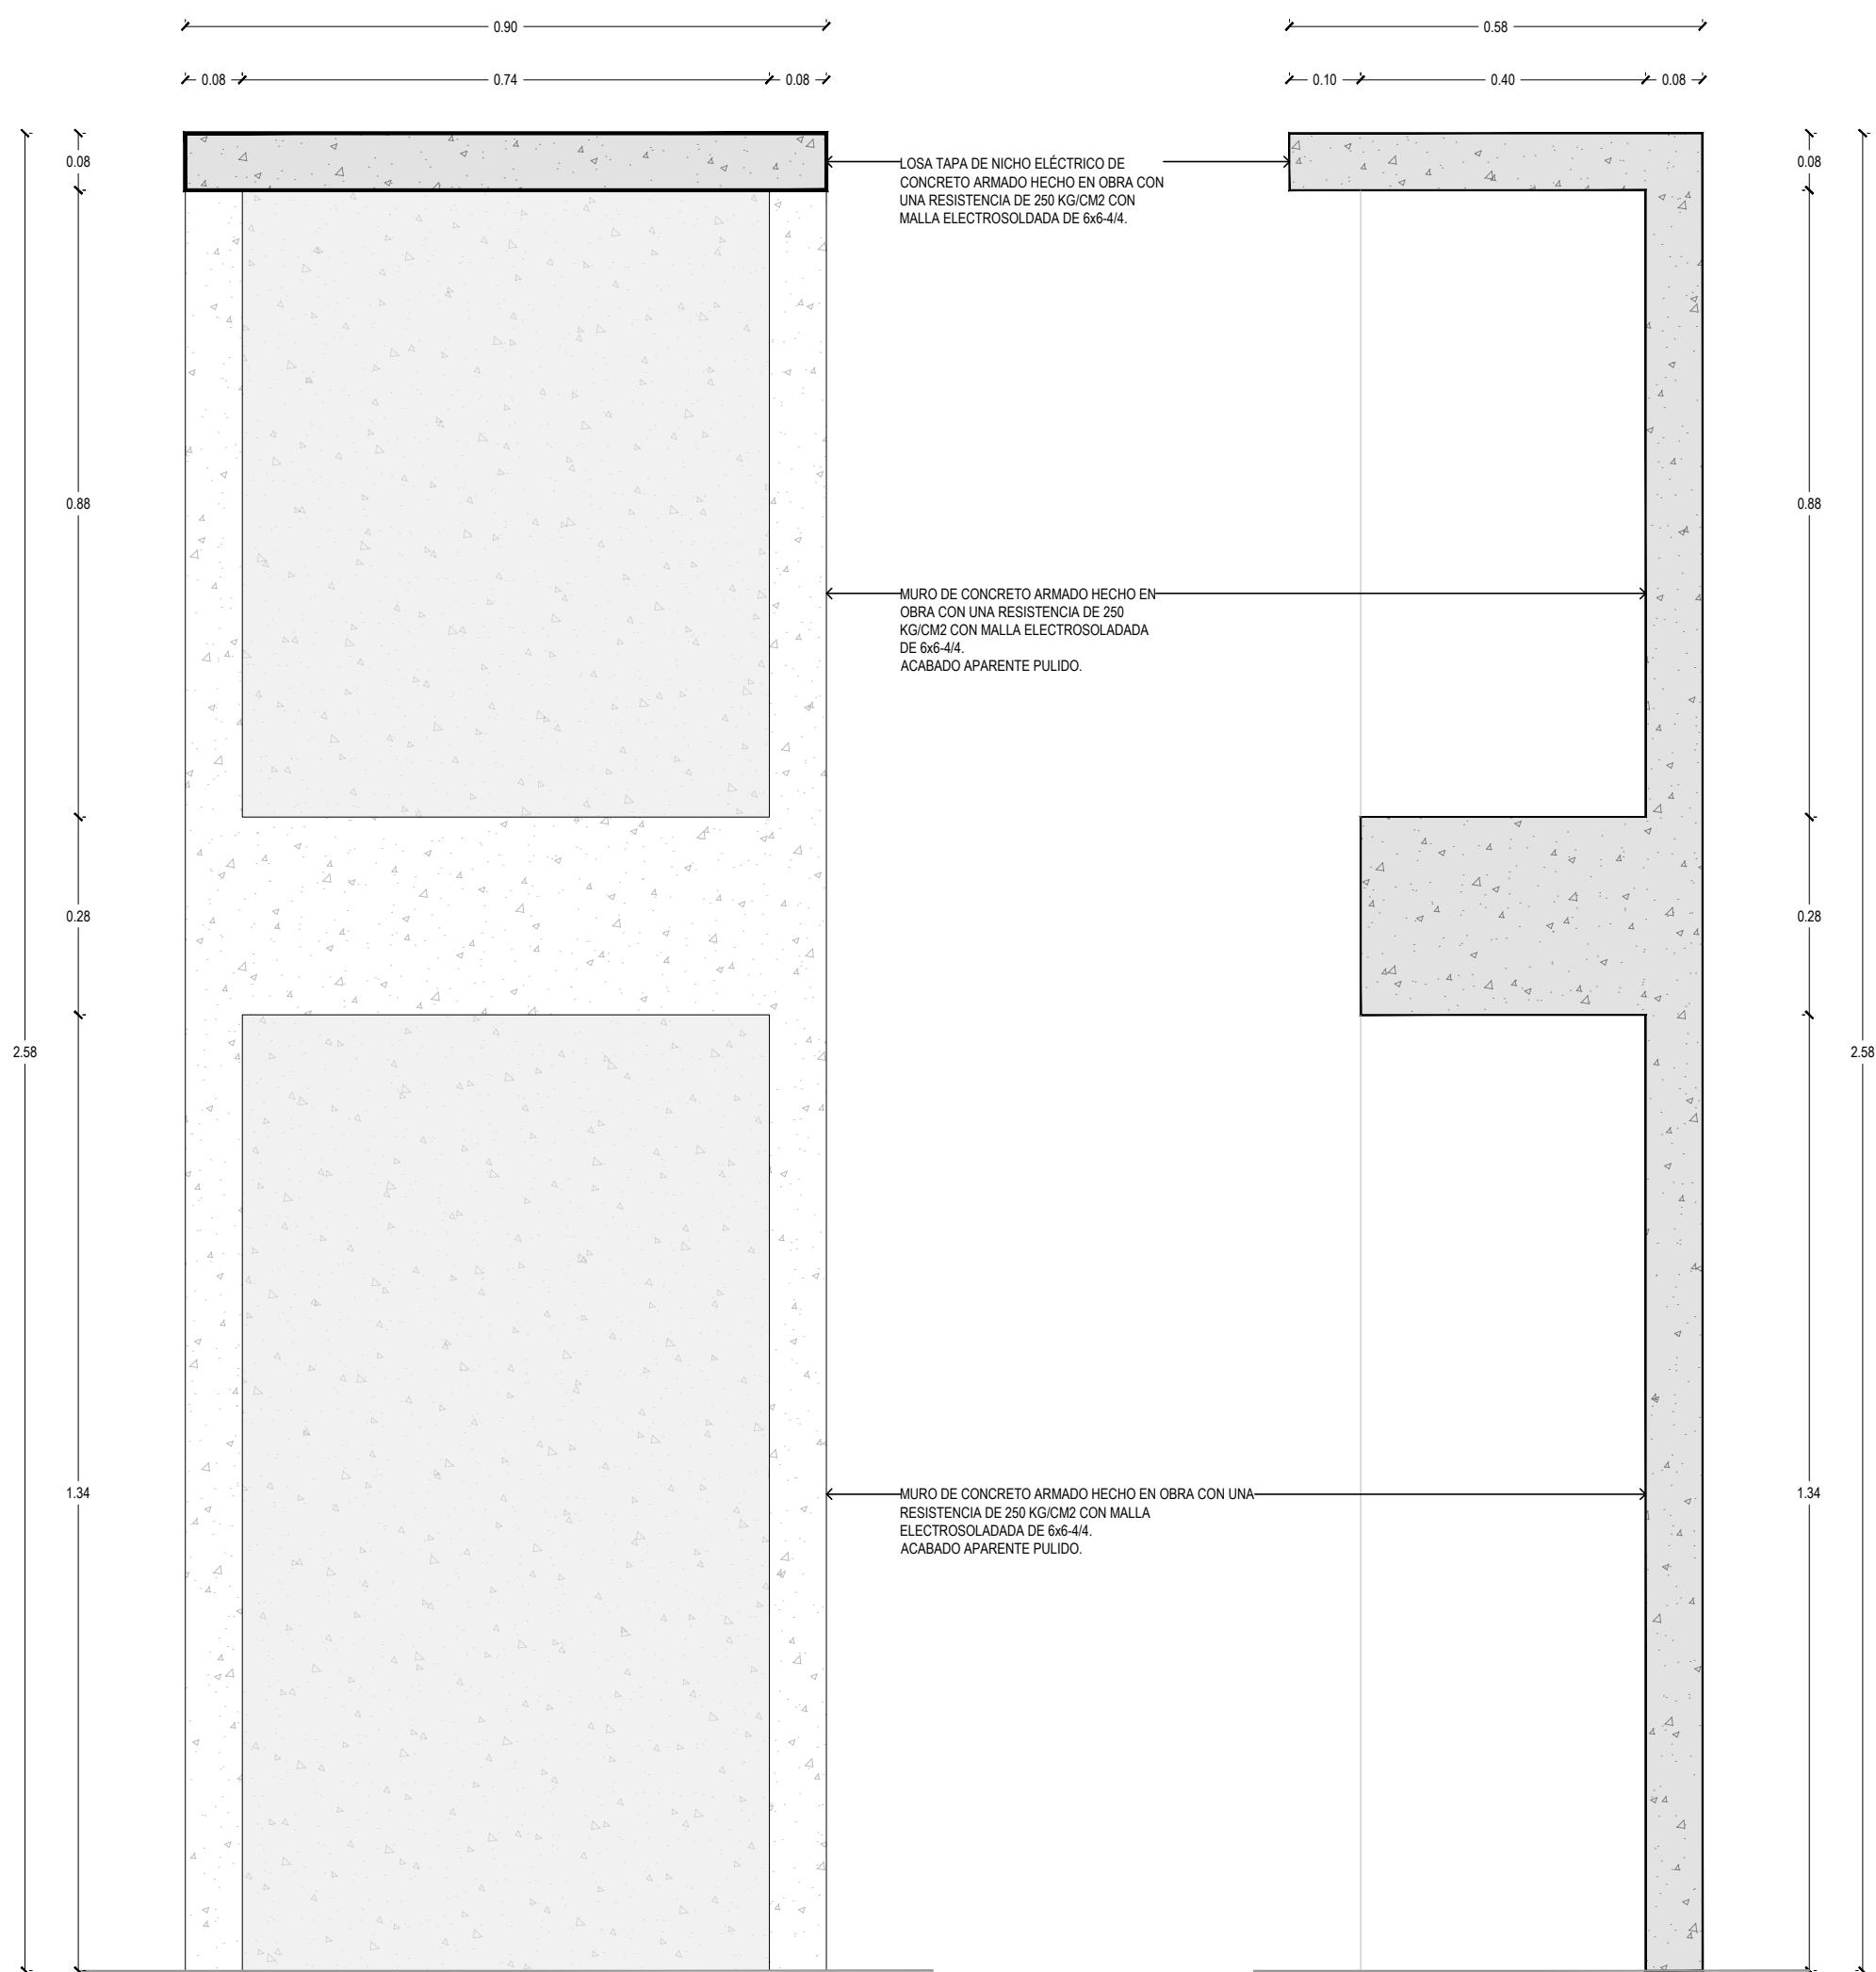 0.90
0.58
0.08
0.74
0.08
0.10
0.40
0.08
0.08
LOSA TAPA DE NICHO ELÉCTRICO DE
CONCRETO ARMADO HECHO EN OBRA CON
UNA RESISTENCIA DE 250 KG/CM2 CON
MALLA ELECTROSOLDADA DE 6x6-4/4.
0.08
0.88
0.88
MURO DE CONCRETO ARMADO HECHO EN
OBRA CON UNA RESISTENCIA DE 250
KG/CM2 CON MALLA ELECTROSOLADADA
DE 6x6-4/4.
ACABADO APARENTE PULIDO.
0.28
0.28
2.58
2.58
1.34
MURO DE CONCRETO ARMADO HECHO EN OBRA CON UNA
RESISTENCIA DE 250 KG/CM2 CON MALLA
ELECTROSOLADADA DE 6x6-4/4.
ACABADO APARENTE PULIDO.
1.34